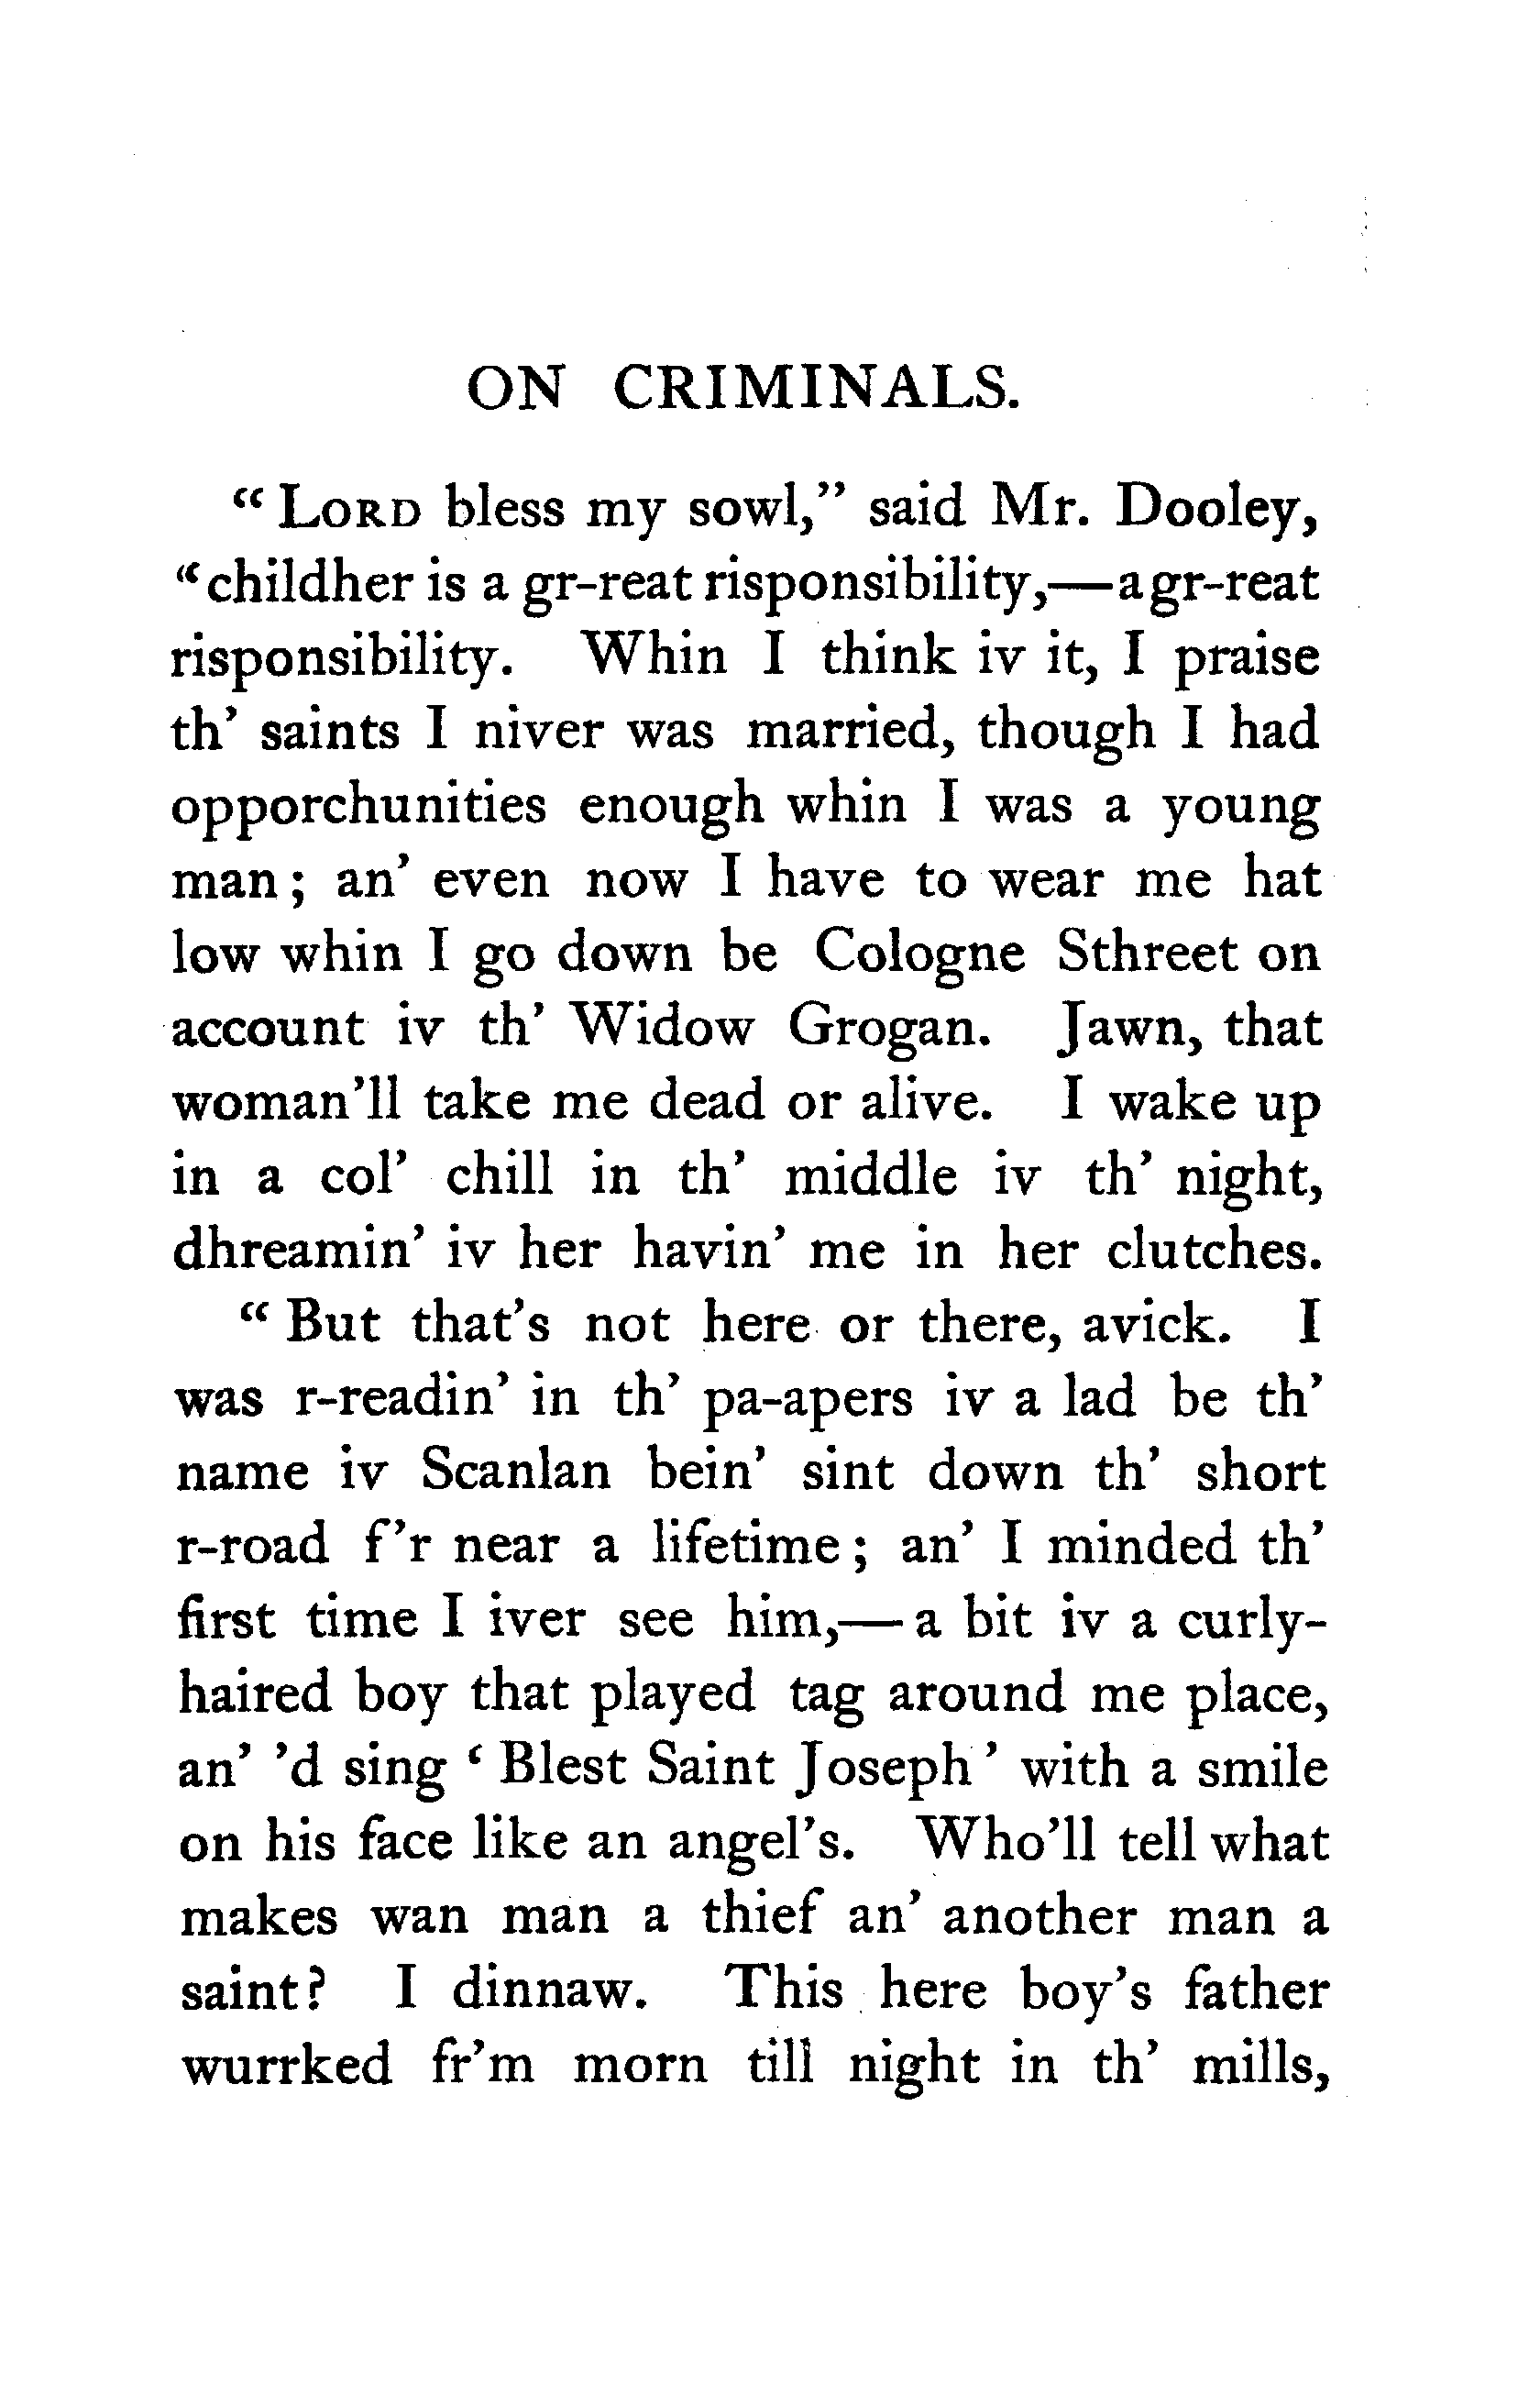 ON CRIMINALS.
“ LORD bless my sowl,” said Mr. Dooley,
“childher is a gr-reat risponsibility,—a gr-reat
risponsibility. Whin I think iv it, I praise
th’ saints I niver was married, though I had
opporchunities enough whin I was a young
man ; an’ even now I have to wear me hat
low whin I go down be Cologne Sthreet on
account iv th’ Widow Grogan. Jawn, that
woman’ll take me dead or alive. I wake up
in a col’ chill in th’ middle iv th’ night,
dhreamin’ iv her havin’ me in her clutches.
“ But that’s not here or there, avick. I
was r-readin’ in th’ pa-apers iv a lad be th’
name iv Scanlan bein’ sint down th’ short
r-road f’r near a lifetime ; an’ I minded th’
first time I iver see him,— a bit iv a curly-
haired boy that played tag around me place,
an’ ’d sing ‘ Blest Saint Joseph ’ with a smile
on his face like an angel’s. Who’ll tell what
makes wan man a thief an’ another man a
saint? I dinnaw. This here boy’s father
wurrked fr’m morn till night in th’ mills,